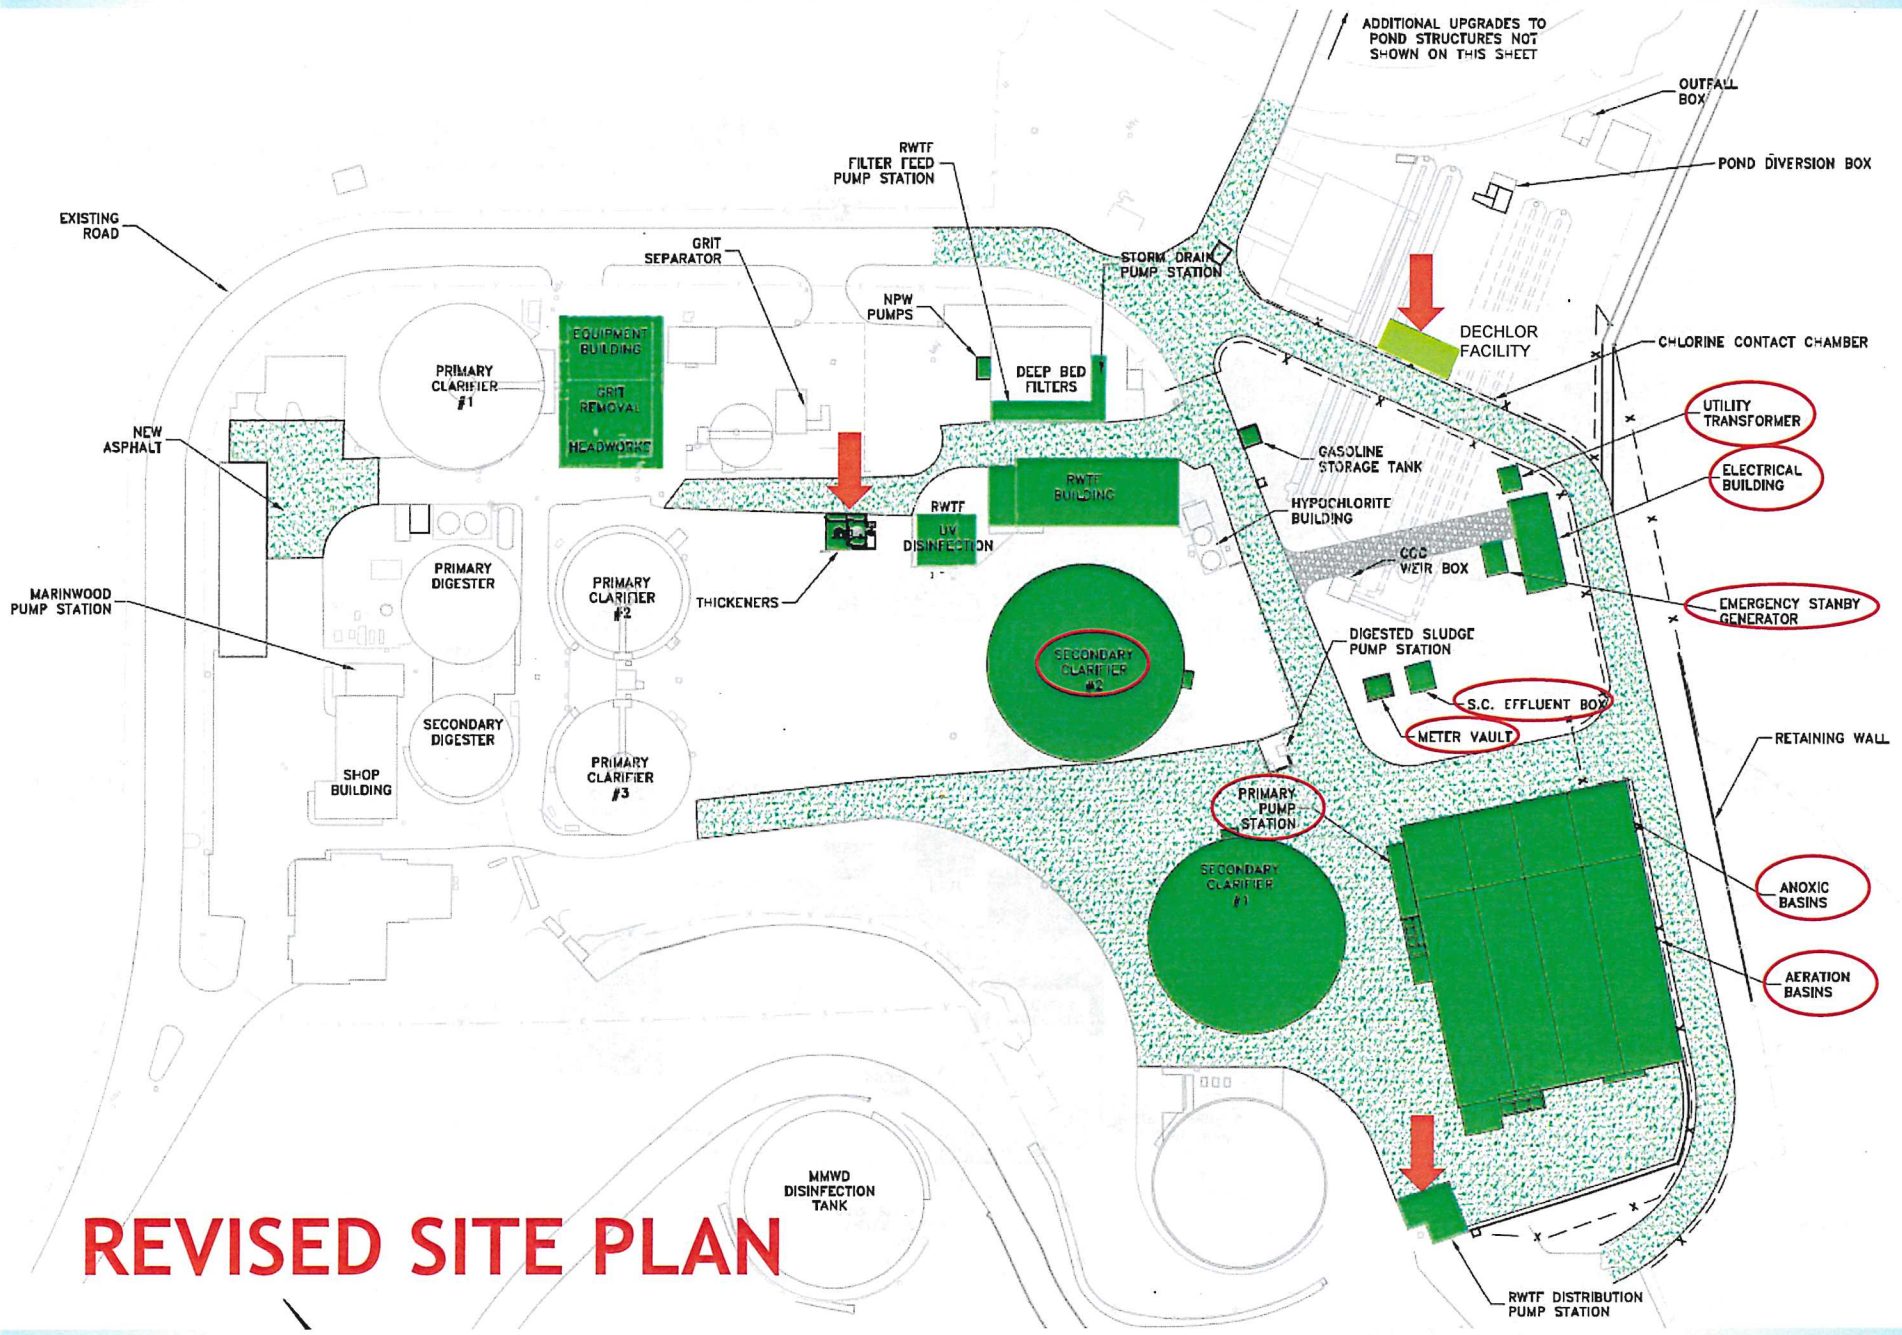 ADDITIONAL UPGRADES TO
POND STRUCTURES NOT
SHOWN ON THIS SHEET
OUTFALL
BOX
POND DIVERSION BOX
RWTF
FILTER FEED
PUMP STATION
EXISTING
ROAD
GRIT
SEPARATOR
STORM DRAIN
PUMP STATION
NPW
PUMPS
DECHLOR
FACILITY
CHLORINE CONTACT CHAMBER
EQUIPMENT
BUILDING
GRIT
REMOVAL
HEADWORKS
PRIMARY
CLARIFIER
#1
DEEP BED
FILTERS
UTILITY
TRANSFORMER
NEW
ASPHALT
GASOLINE
STORAGE TANK
ELECTRICAL
BUILDING
RWTF
BUILDING
HYPOCHLORITE
BUILDING
RWTF
UV
DISINFECTION
CCC
WEIR BOX
PRIMARY
DIGESTER
PRIMARY
CLARIFIER
#2
THICKENERS
MARINWOOD
PUMP STATION
EMERGENCY STANBY
GENERATOR
DIGESTED SLUDGE
PUMP STATION
SECONDARY
CLARIFIER
#2
S.C. EFFLUENT BOX
METER VAULT
RETAINING WALL
SECONDARY
DIGESTER
SHOP
BUILDING
PRIMARY
CLARIFIER
#3
PRIMARY
PUMP
STATION
SECONDARY
CLARIFIER
#1
ANOXIC
BASINS
AERATION
BASINS
MMWD
DISINFECTION
TANK
REVISED SITE PLAN
RWTF DISTRIBUTION
PUMP STATION